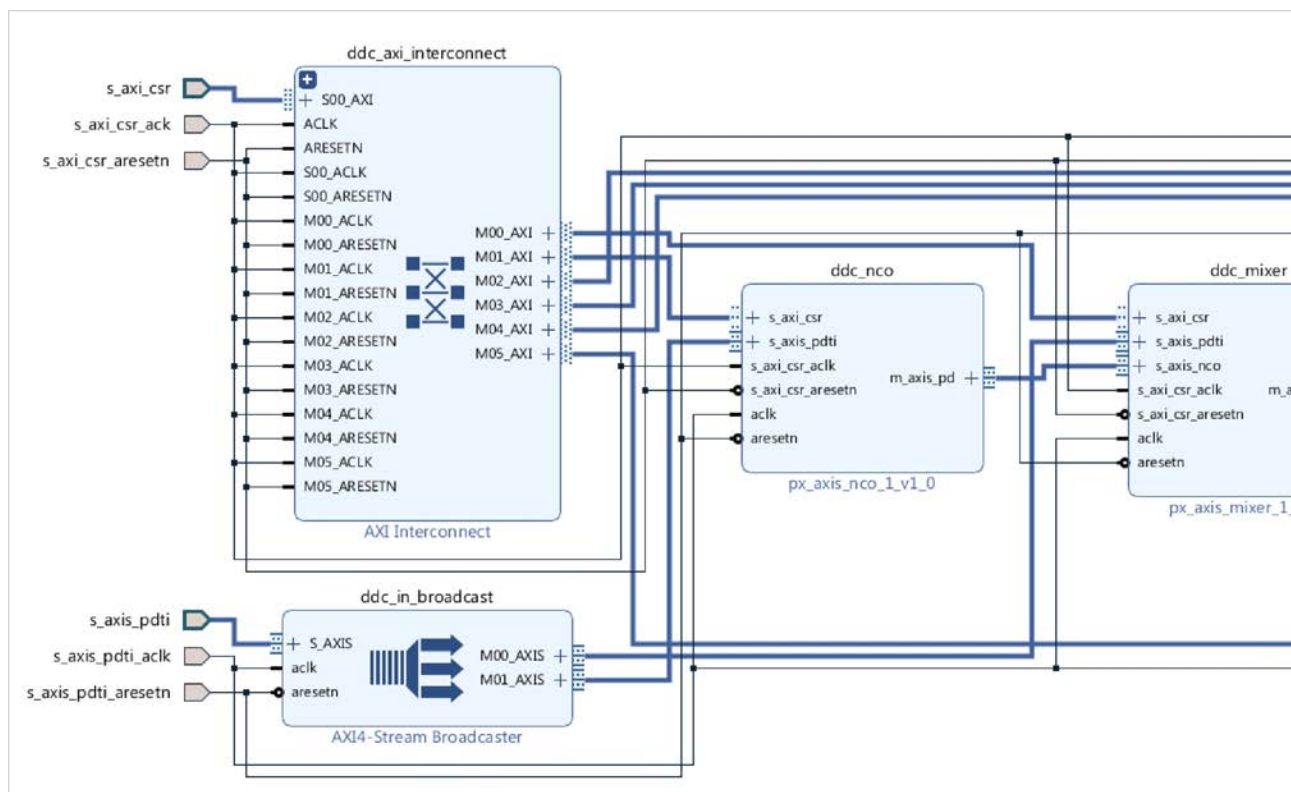 ddc_axi_interconnect
s_axi_csr
s_axi_csr_ack
s_axi_csr_aresetn
S00_AXI
ACLK
ARESETN
S00_ACLK
S00_ARESETN
M00_ACLK
M00_ARESETN
M01_ACLK
M01_ARESETN
M02_ACLK
M02_ARESETN
M03_ACLK
M03_ARESETN
M04_ACLK
M04_ARESETN
M05_ACLK
M05_ARESETN
M00_AXI
M01_AXI
M02_AXI
M03_AXI
M04_AXI
M05_AXI
AXI Interconnect
ddc_nco
s_axi_csr
s_axis_pdti
s_axi_csr_aclk
s_axi_csr_aresetn
aclk
aresetn
m_axis_pd
px_axis_nco_1_v1_0
ddc_mixer
s_axi_csr
s_axis_pdti
s_axis_nco
s_axi_csr_aclk
s_axi_csr_aresetn
aclk
aresetn
m_a
px_axis_mixer_1_
ddc_in_broadcast
s_axis_pdti
s_axis_pdti_aclk
s_axis_pdti_aresetn
S_AXIS
aclk
aresetn
M00_AXIS
M01_AXIS
AXI4-Stream Broadcaster